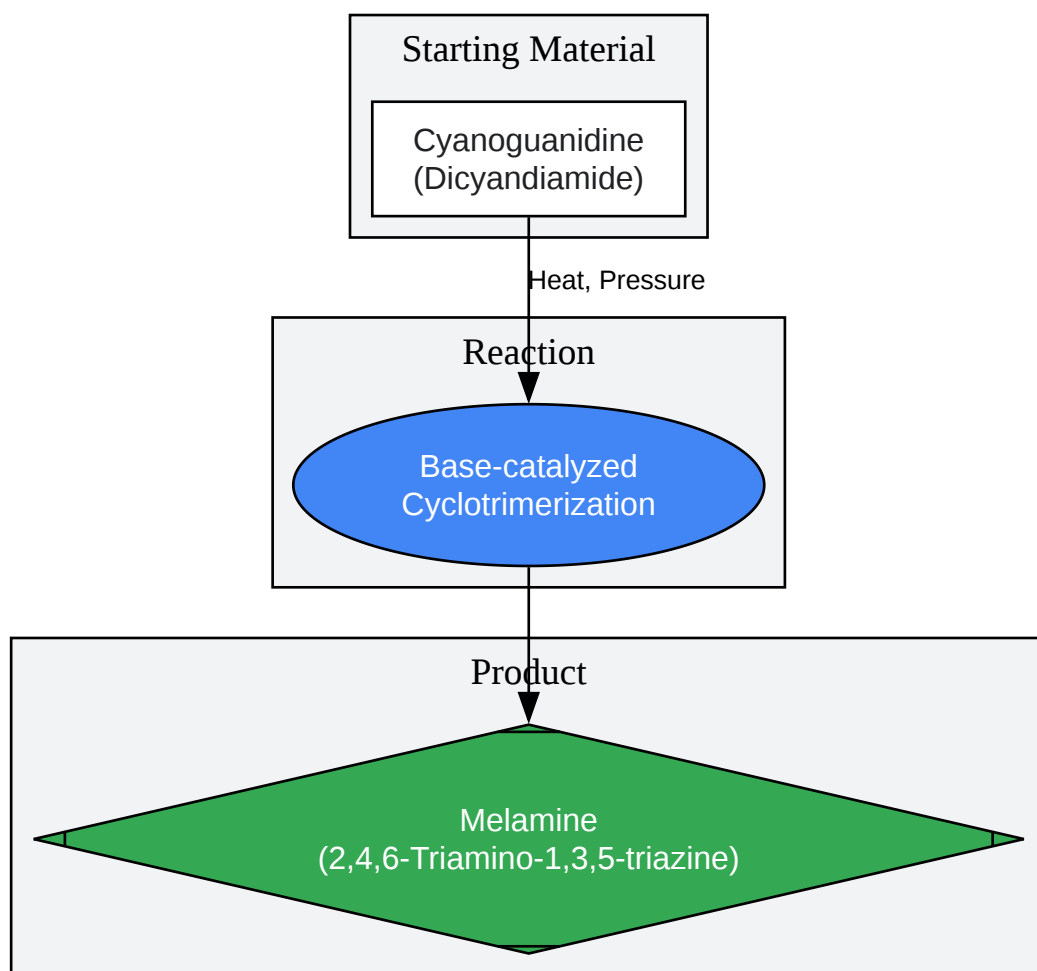 Starting Material
Cyanoguanidine
(Dicyandiamide)
Heat, Pressure
Reaction
Base-catalyzed
Cyclotrimerization
Product
Melamine
(2,4,6-Triamino-1,3,5-triazine)